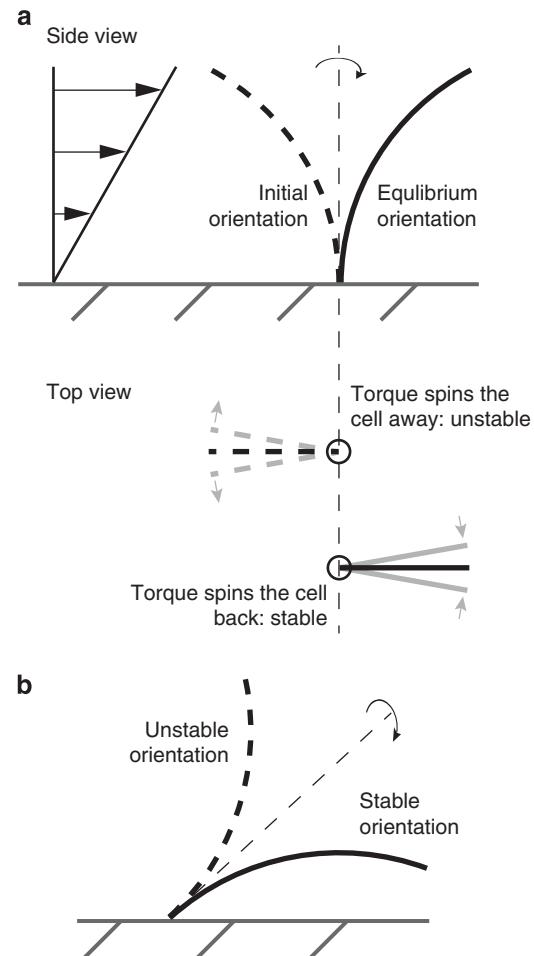 a
Side view
Initial
orientation
Equlibrium
orientation
Top view
Torque spins the
cell away: unstable
Torque spins the cell
back: stable
b
Unstable
orientation
Stable
orientation